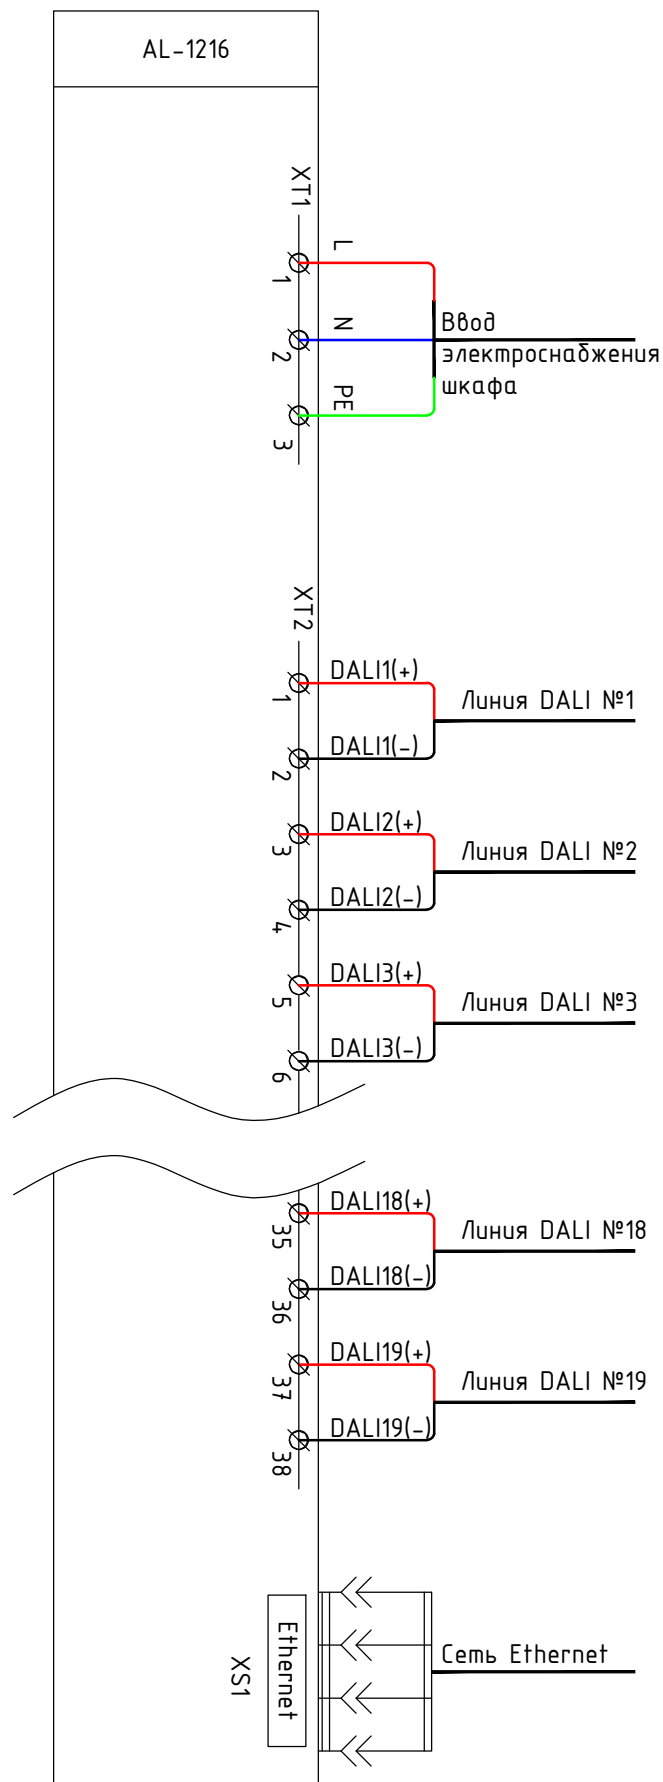 AL-1216
XT1
L
1
N
2
Ввод
электроснабжения
шкафа
PE
3
XT2
DALI1(+)
1
Линия DALI №1
DALI1(-)
2
DALI2(+)
3
Линия DALI №2
DALI2(-)
4
DALI3(+)
5
Линия DALI №3
DALI3(-)
6
DALI18(+)
35
Линия DALI №18
DALI18(-)
36
DALI19(+)
37
Линия DALI №19
DALI19(-)
38
Ethernet
XS1
Сеть Ethernet